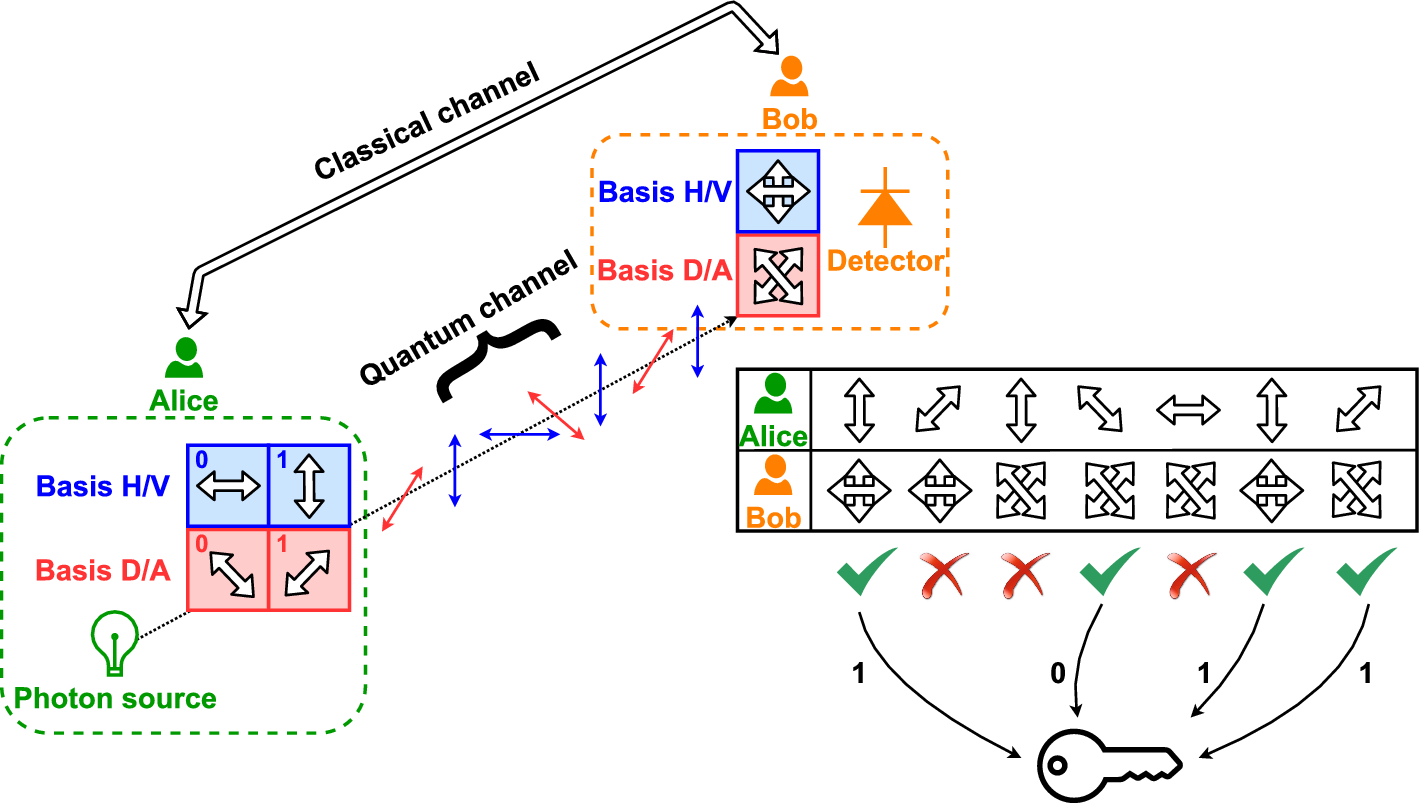 Classical channel
Bob
Basis H/V
Basis D/A
Detector
Quantum channel
Alice
Basis H/V
0
1
Basis D/A
0
1
Photon source
Alice
Bob
1
0
1
1